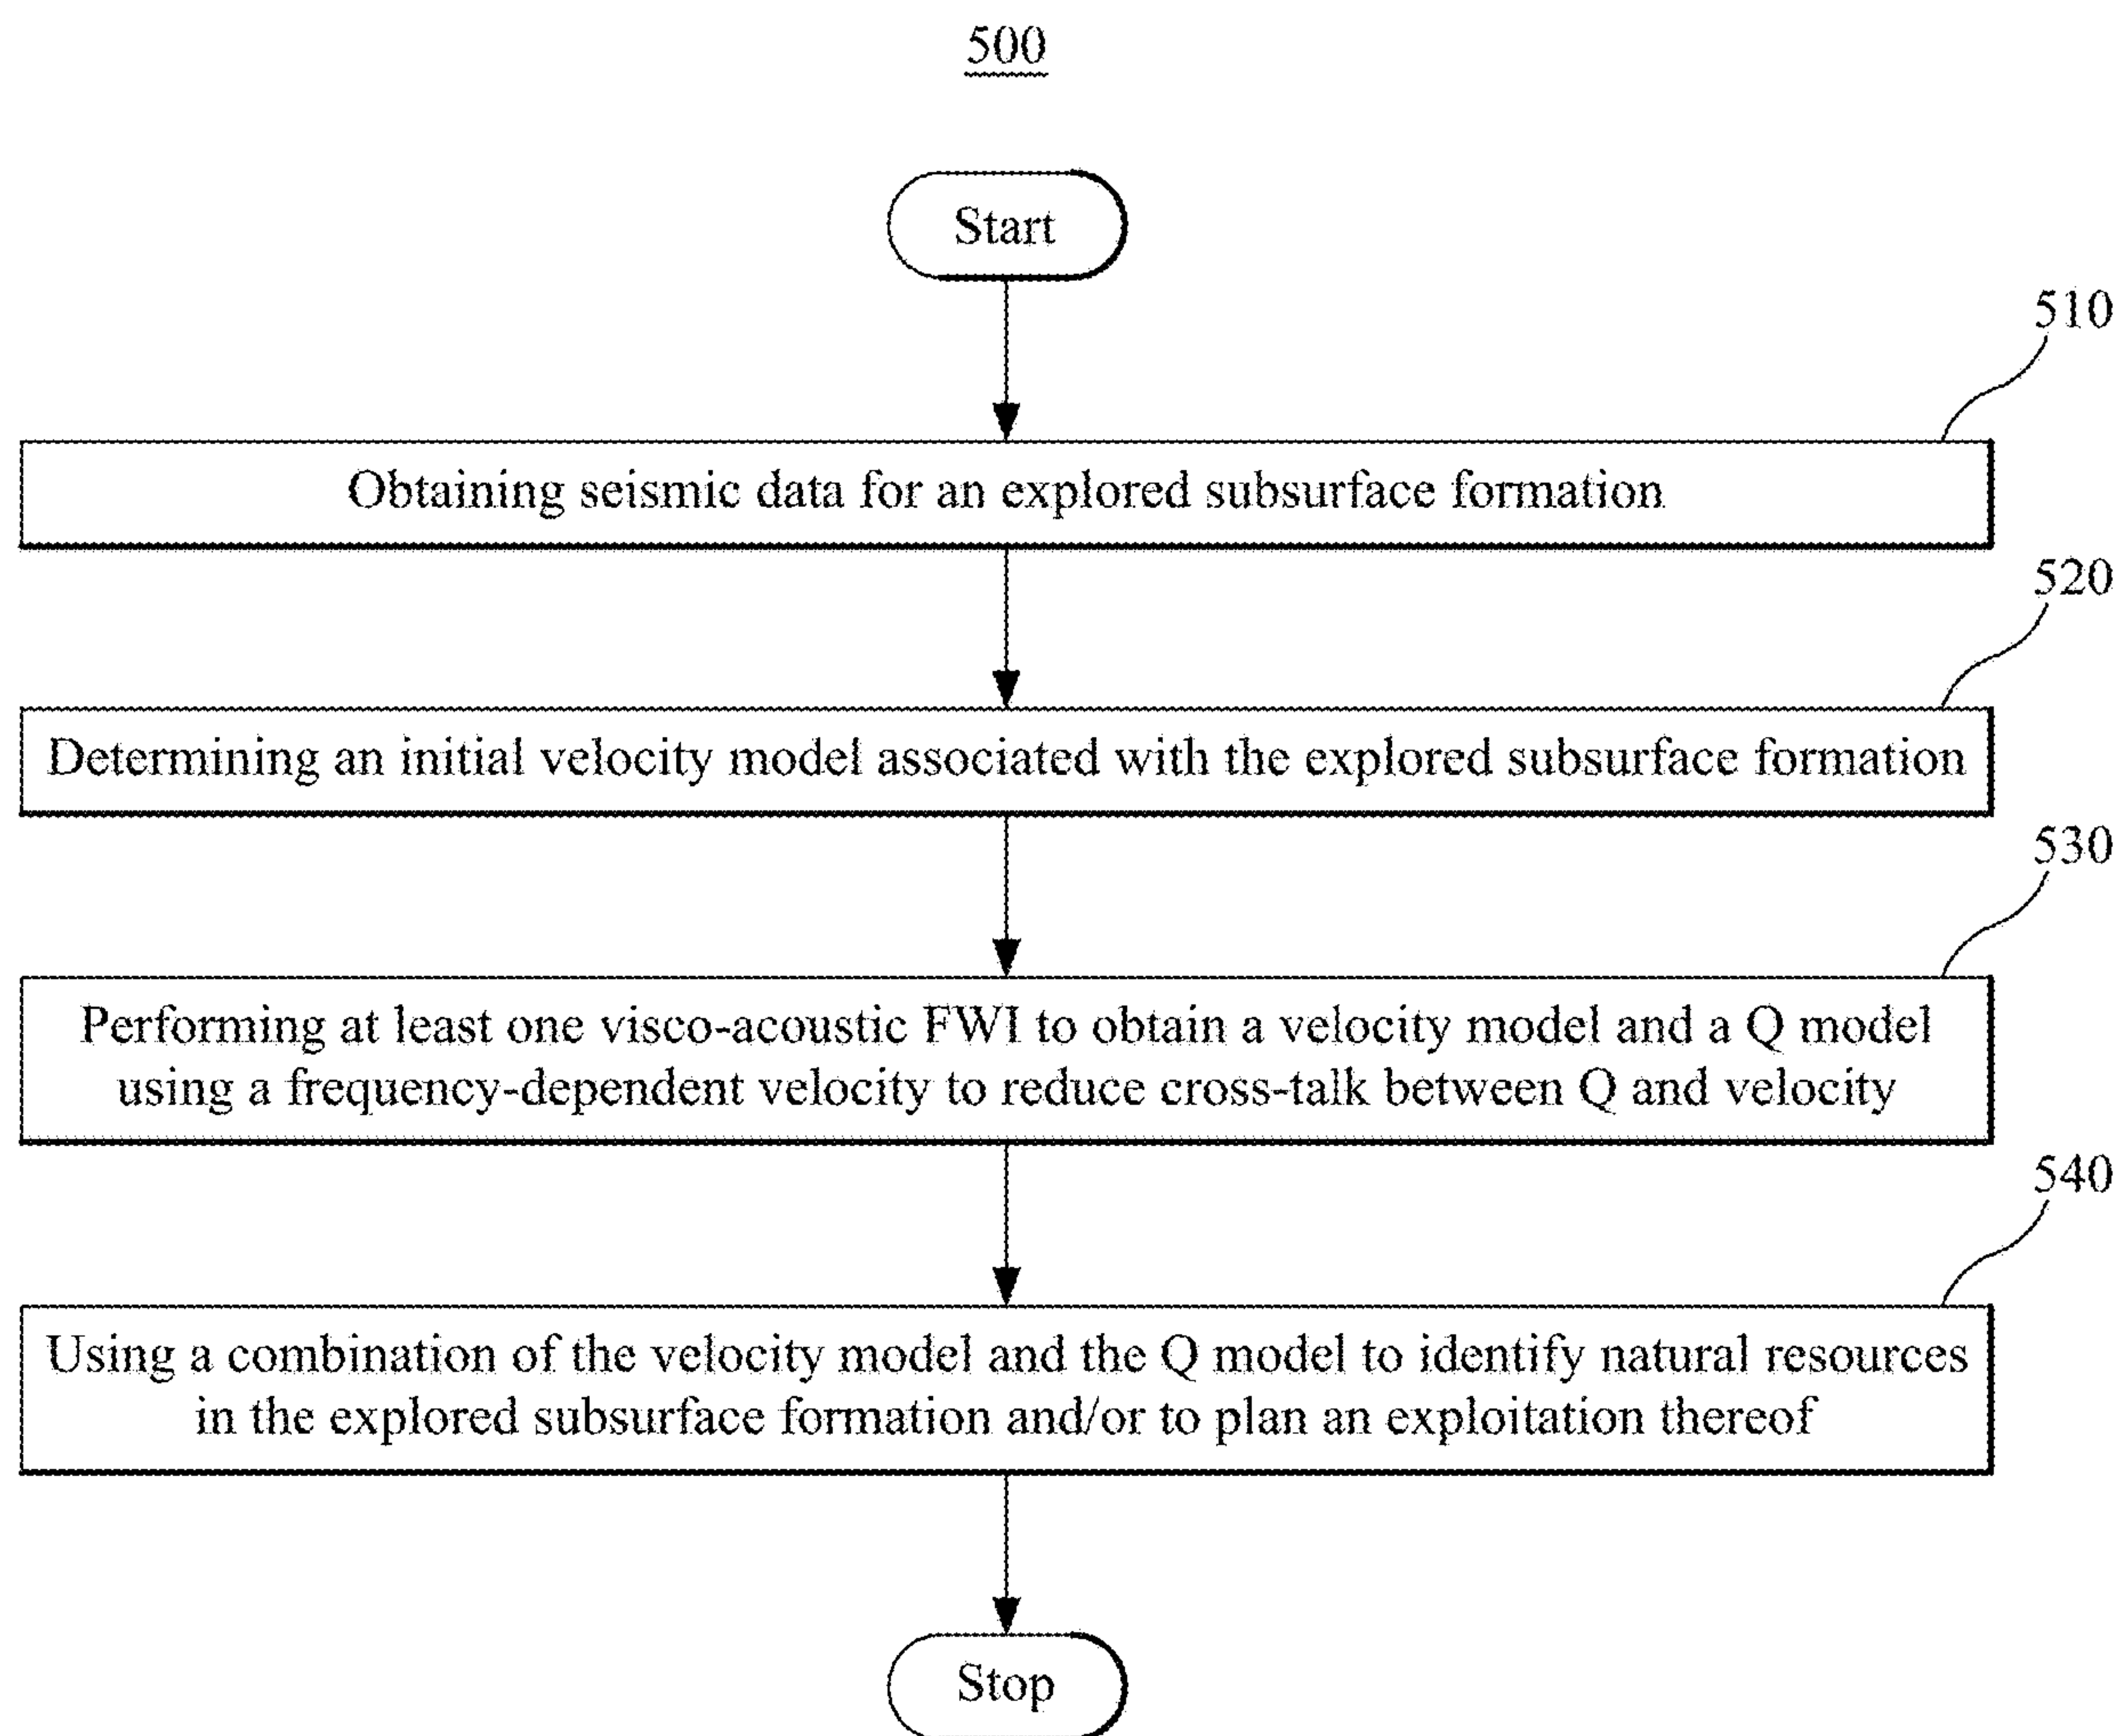 500
Start
510
Obtaining seismic data for an explored subsurface formation
520
Determining an initial velocity model associated with the explored subsurface formation
530
Performing at least one visco-acoustic FWI to obtain a velocity model and a Q model
using a frequency-dependent velocity to reduce cross-talk between Q and velocity
540
Using a combination of the velocity model and the Q model to identify natural resources
in the explored subsurface formation and/or to plan an exploitation thereof
Stop